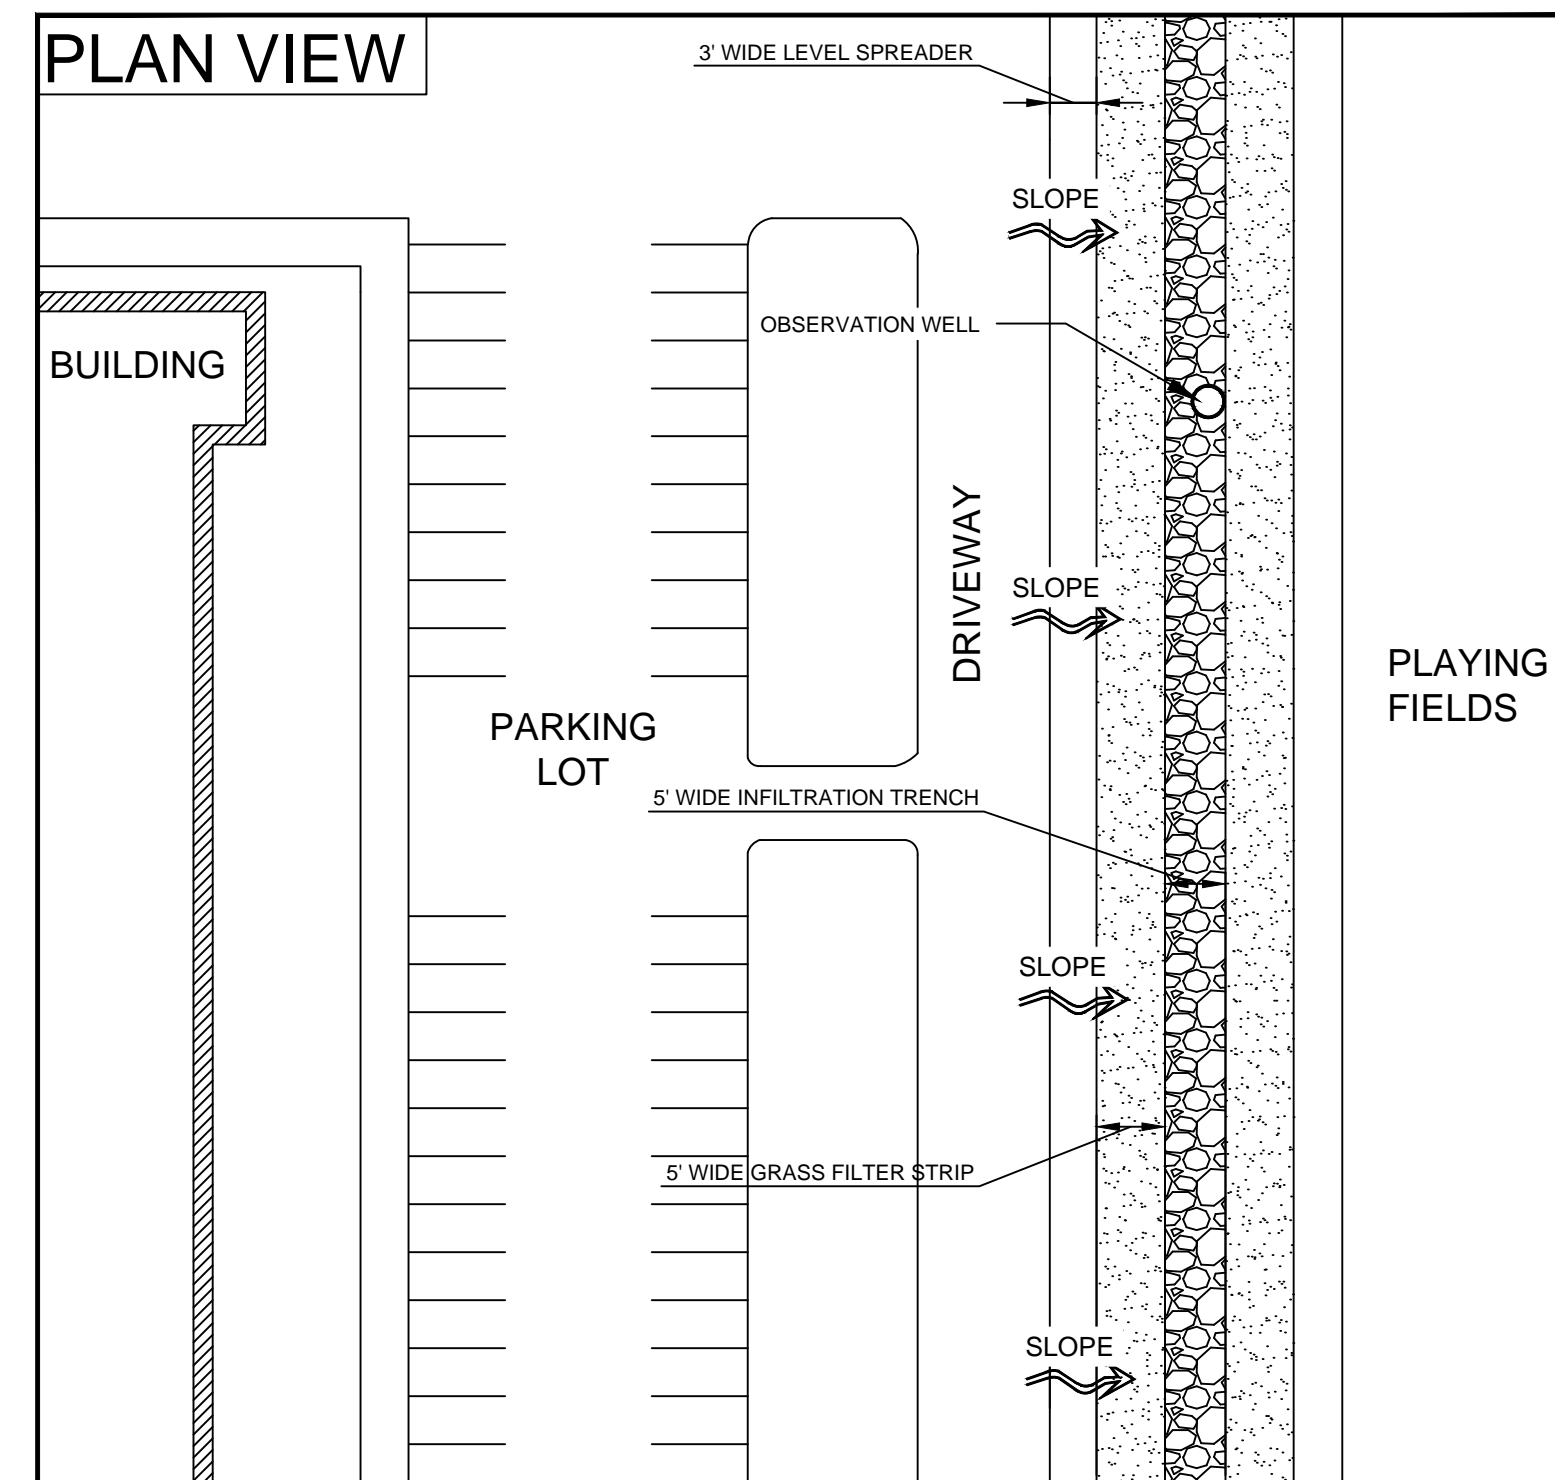 PLAN VIEW
3' WIDE LEVEL SPREADER
SLOPE
OBSERVATION WELL
BUILDING
DRIVEWAY
SLOPE
PLAYING
FIELDS
PARKING
LOT
5' WIDE INFILTRATION TRENCH
SLOPE
5' WIDE GRASS FILTER STRIP
SLOPE